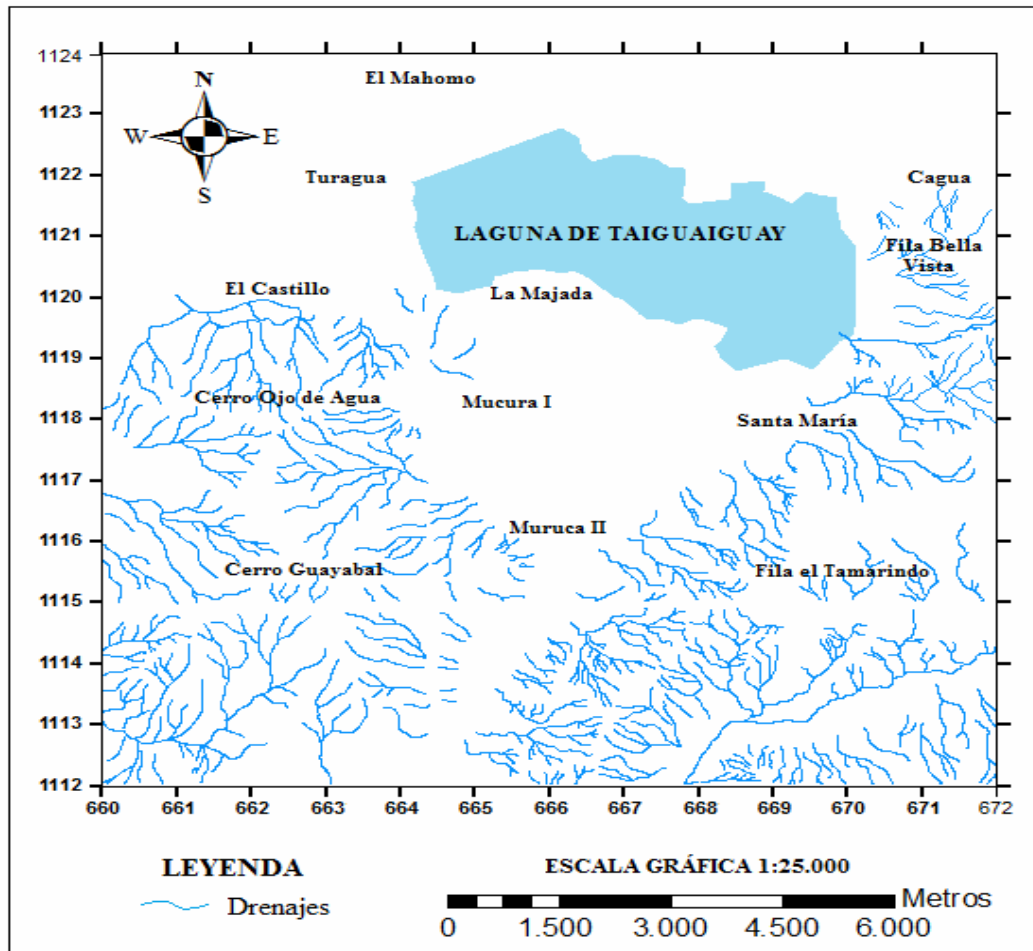 1124
El Mahomo
N
1123
W
E
S
1122
Turagua
Cagua
1121
LAGUNA DE TAIGUAIGUAY
Fila Bella
Vista
1120
El Castillo
La Majada
1119
Cerro Ojo de Agua
Mucura I
1118
Santa María
1117
1116
Muruca II
Cerro Guayabal
Fila el Tamarindo
1115
1114
1113
1112
660 661 662 663 664 665 666 667 668 669 670 671 672
LEYENDA
Drenajes
ESCALA GRÁFICA 1:25.000
Metros
0 1.500 3.000 4.500 6.000